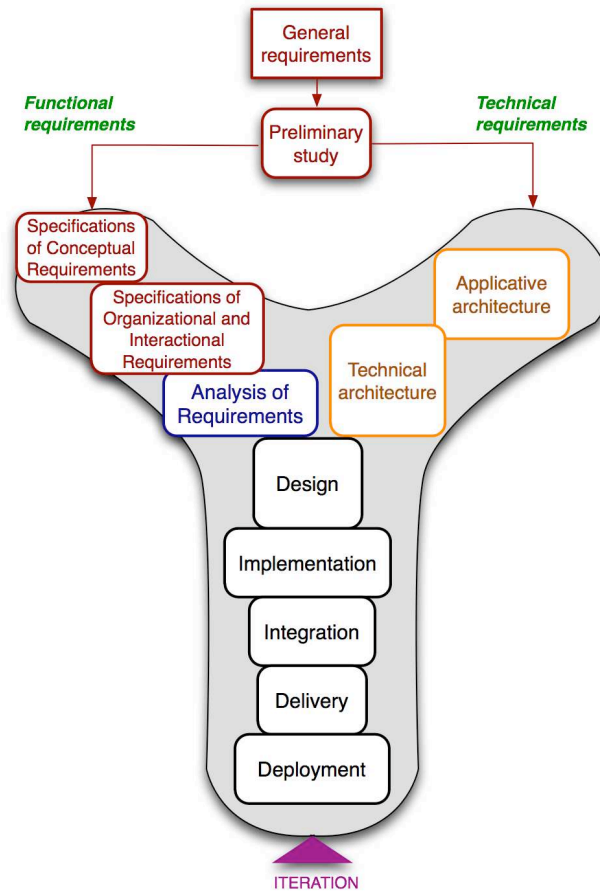 General
requirements
Functional
requirements
Technical
requirements
Preliminary
study
Specifications
of Conceptual
Requirements
Applicative
architecture
Specifications of
Organizational and
Interactional
Requirements
Technical
architecture
Analysis of
Requirements
Design
Implementation
Integration
Delivery
Deployment
ITERATION